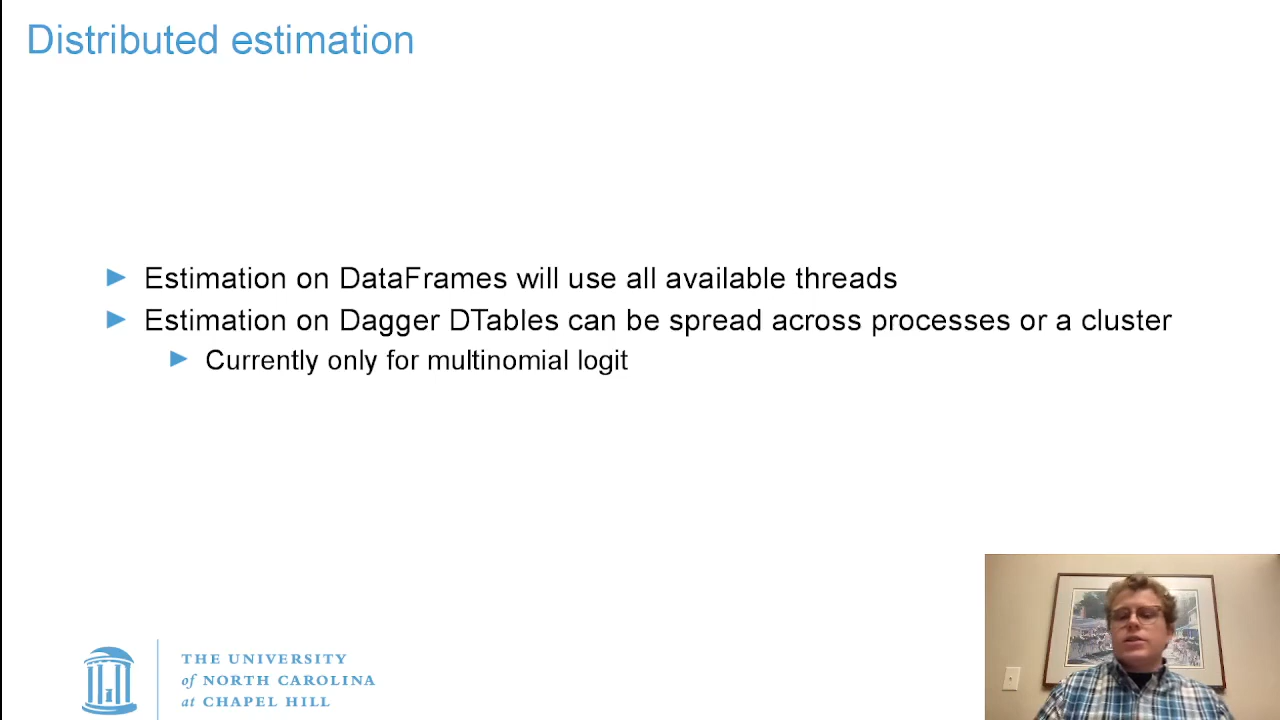 Distributed estimation
Estimation on DataFrames will use all available threads
Estimation on Dagger DTables can be spread across processes or a cluster
Currently only for multinomial logit
THE UNIVERSITY
of NORTH CAROLINA
at CHAPEL HILL